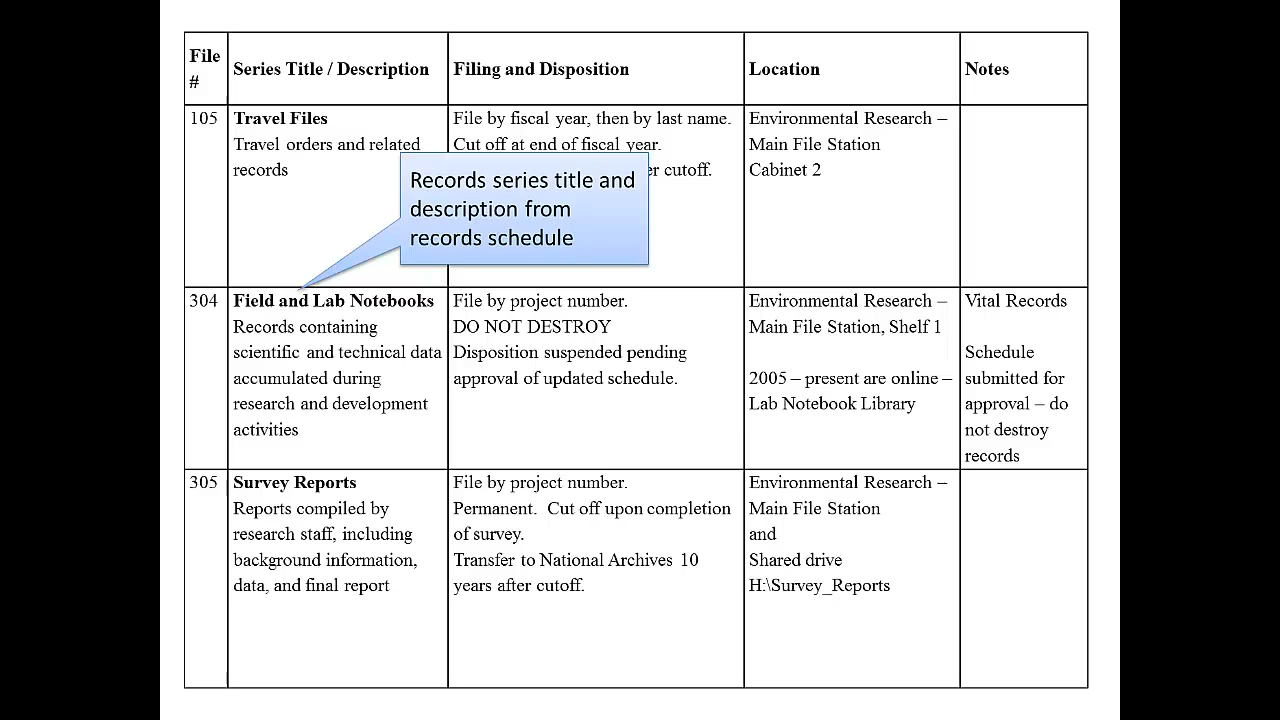 File
#
Series Title / Description
Filing and Disposition
Location
Notes
105
Travel Files
Travel orders and related
records
File by fiscal year, then by last name.
Cut off at end of fiscal year.
cutoff.
Environmental Research –
Main File Station
Cabinet 2
Records series title and
description from
records schedule
304
Field and Lab Notebooks
Records containing
scientific and technical data
accumulated during
research and development
activities
File by project number.
DO NOT DESTROY
Disposition suspended pending
approval of updated schedule.
Environmental Research –
Main File Station, Shelf 1
2005 – present are online –
Lab Notebook Library
Vital Records
Schedule
submitted for
approval – do
not destroy
records
305
Survey Reports
Reports compiled by
research staff, including
background information,
data, and final report
File by project number.
Permanent. Cut off upon completion
of survey.
Transfer to National Archives 10
years after cutoff.
Environmental Research –
Main File Station
and
Shared drive
H:\Survey_Reports